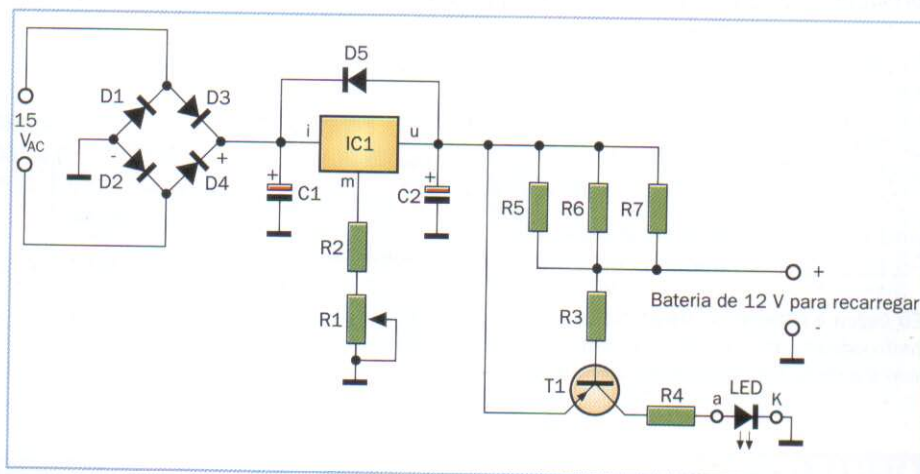 D5
D1
D3
15
VAC
i
IC1
u
-
+
D2
D4
+
C1
m
+
C2
R5
R6
R7
R2
+
Bateria de 12 V para recarregar
-
R1
R3
T1
R4
a
LED
K